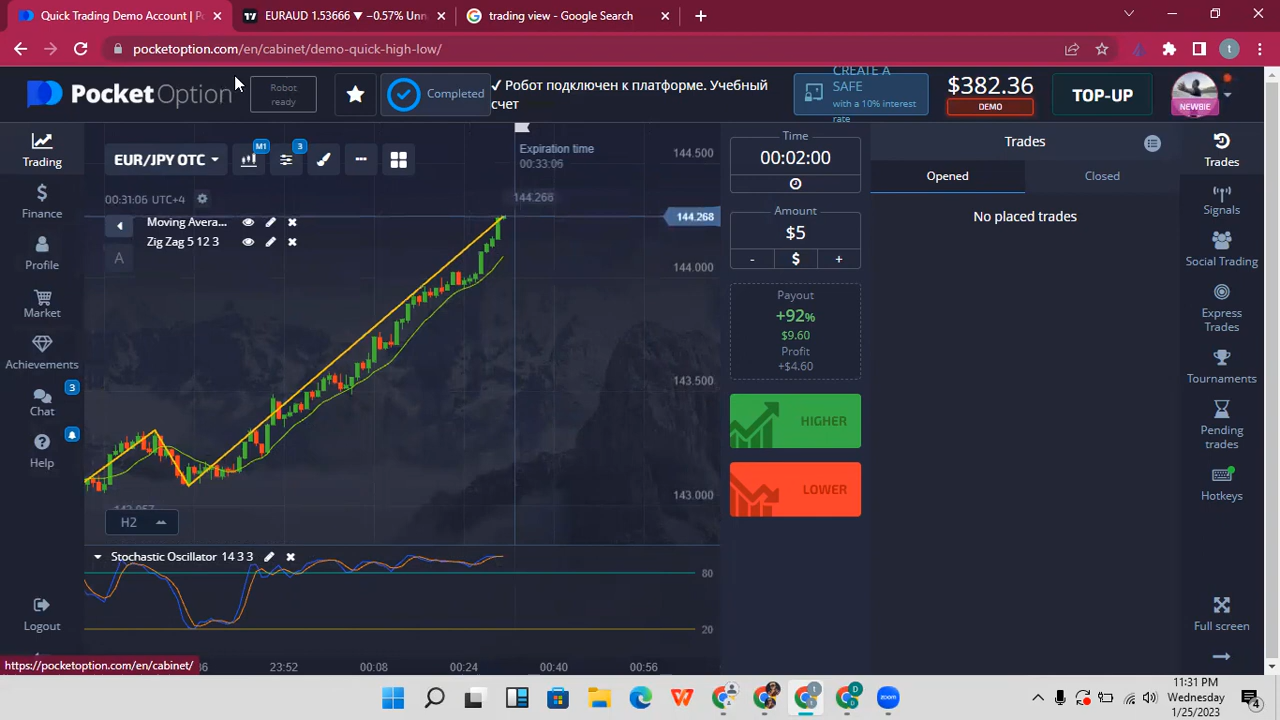 Quick Trading Demo Account | P
EURAUD 1.53666 ▼ −0.57% Unn
trading view - Google Search
pocketoption.com/en/cabinet/demo-quick-high-low/
t
PocketOption
Robot
ready
Completed
✓ Робот подключен к платформе. Учебный
счет
CREATE A
SAFE
with a 10% interest
rate
$382.36
DEMO
TOP-UP
NEWBIE
Trading
Finance
Profile
Market
Achievements
3
Chat
Help
Logout
EUR/JPY OTC
M1
3
00:31:06 UTC+4
Moving Avera...
Zig Zag 5 12 3
A
Expiration time
00:33:06
144.268
144.500
144.268
144.000
143.500
143.000
H2
Stochastic Oscillator 14 3 3
80
20
23:52
00:08
00:24
00:40
00:56
Time
00:02:00
Amount
$5
-
$
+
Payout
+92%
$9.60
Profit
+$4.60
HIGHER
LOWER
Trades
Opened
Closed
No placed trades
Trades
Signals
Social Trading
Express
Trades
Tournaments
Pending
trades
Hotkeys
Full screen
https://pocketoption.com/en/cabinet/
11:31 PM
Wednesday
1/25/2023
4